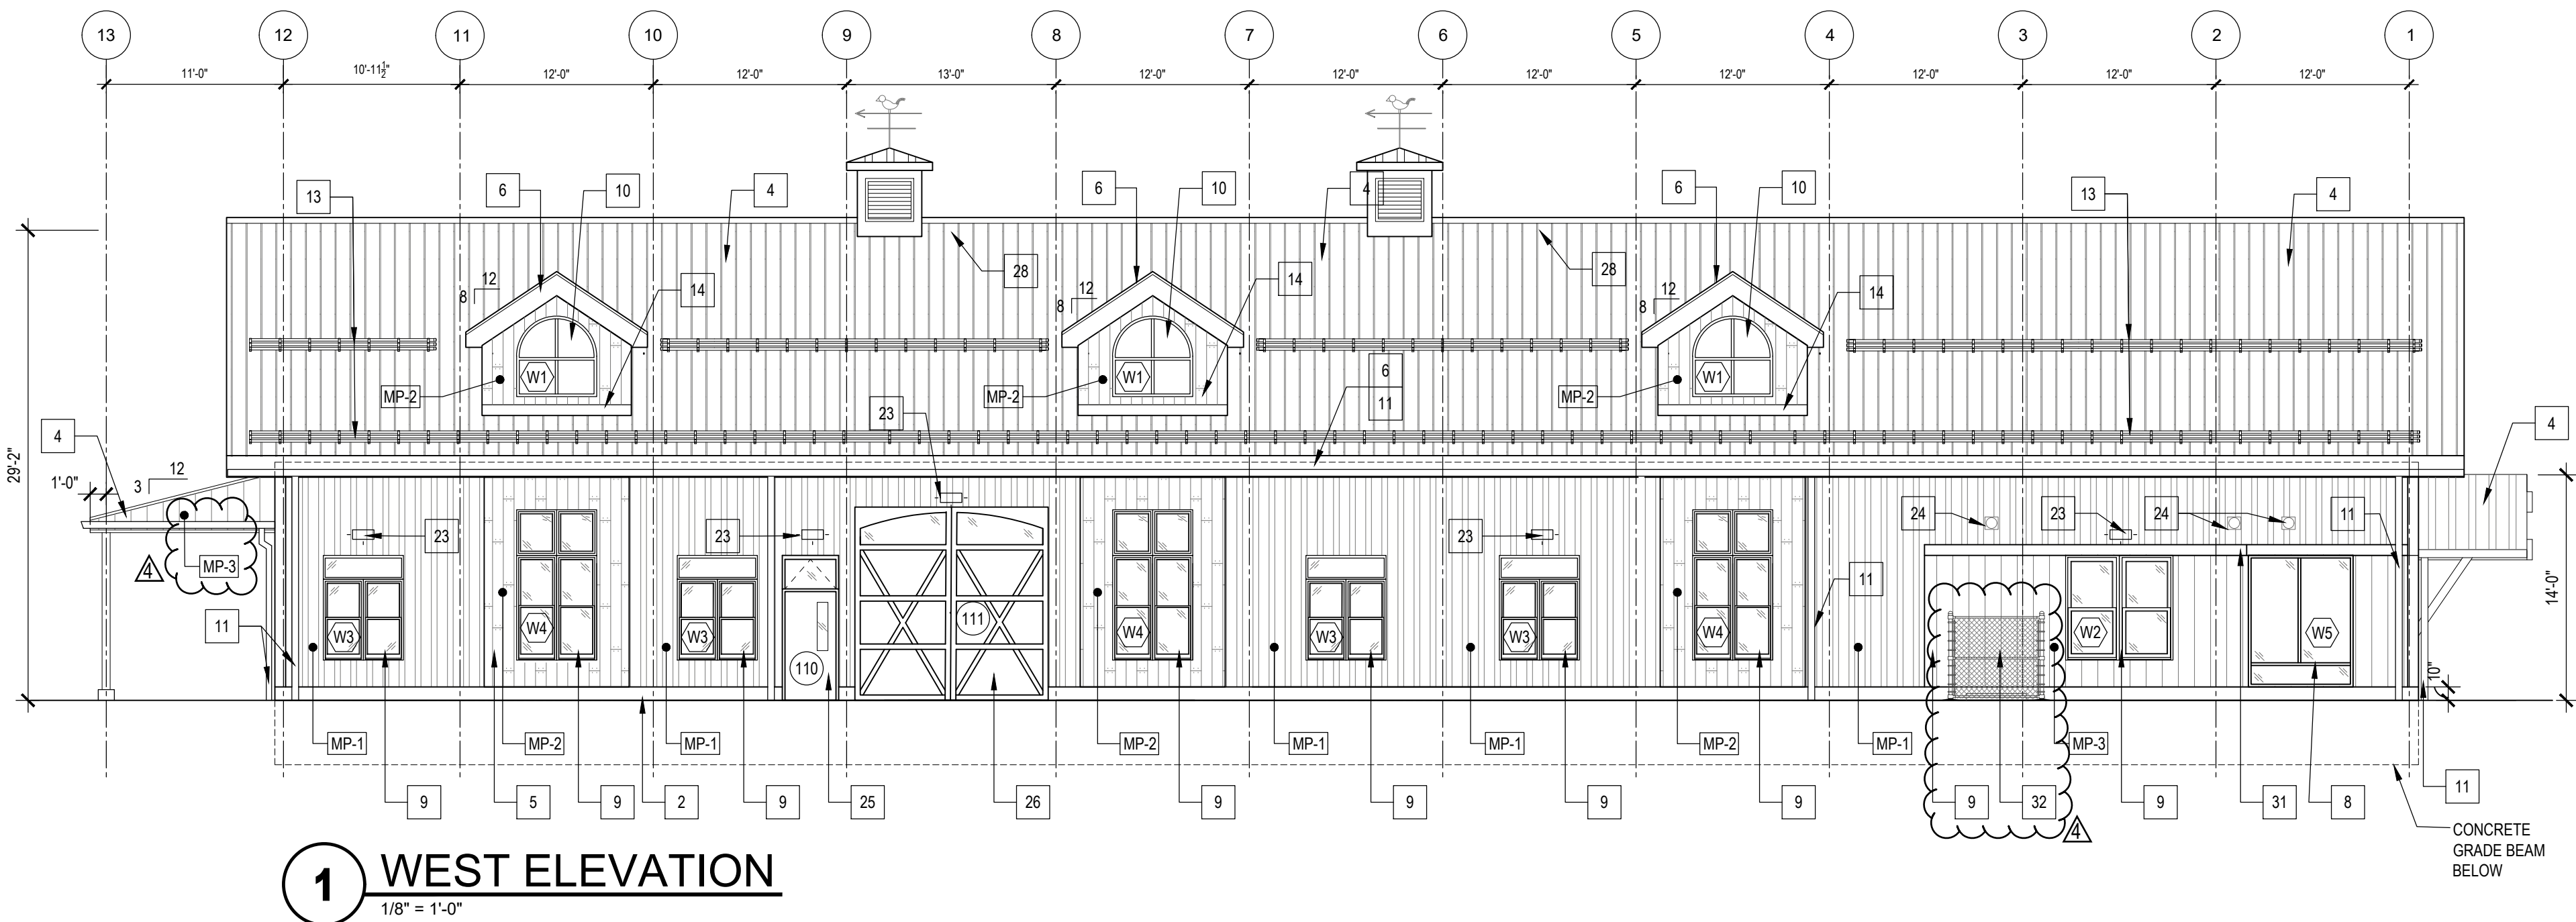 13 12 11 10 9 8 7 6 5 4 3 2 1
11'-0" 10'-11½" 12'-0" 12'-0" 13'-0" 12'-0" 12'-0" 12'-0" 12'-0" 12'-0" 12'-0" 12'-0"
13 6 10 4 6 10 4 6 10 13 4
28 28
12 14 12 14 12 14
8 8 8
W1 W1 W1
MP-2 MP-2 MP-2
6
11
23
4 4
29'-2"
1'-0" 3 12
24 23 24 11
23 23 23
4 MP-3
11
14'-0"
11
W3 W4 W3 111 W4 W3 W3 W4 W2 W5
110
10"
MP-1 MP-2 MP-1 MP-2 MP-1 MP-1 MP-2 MP-1 MP-3
11
9 5 9 2 9 25 26 9 9 9 9 9 32 9 31 8
4
CONCRETE
GRADE BEAM
BELOW
1 WEST ELEVATION
1/8" = 1'-0"